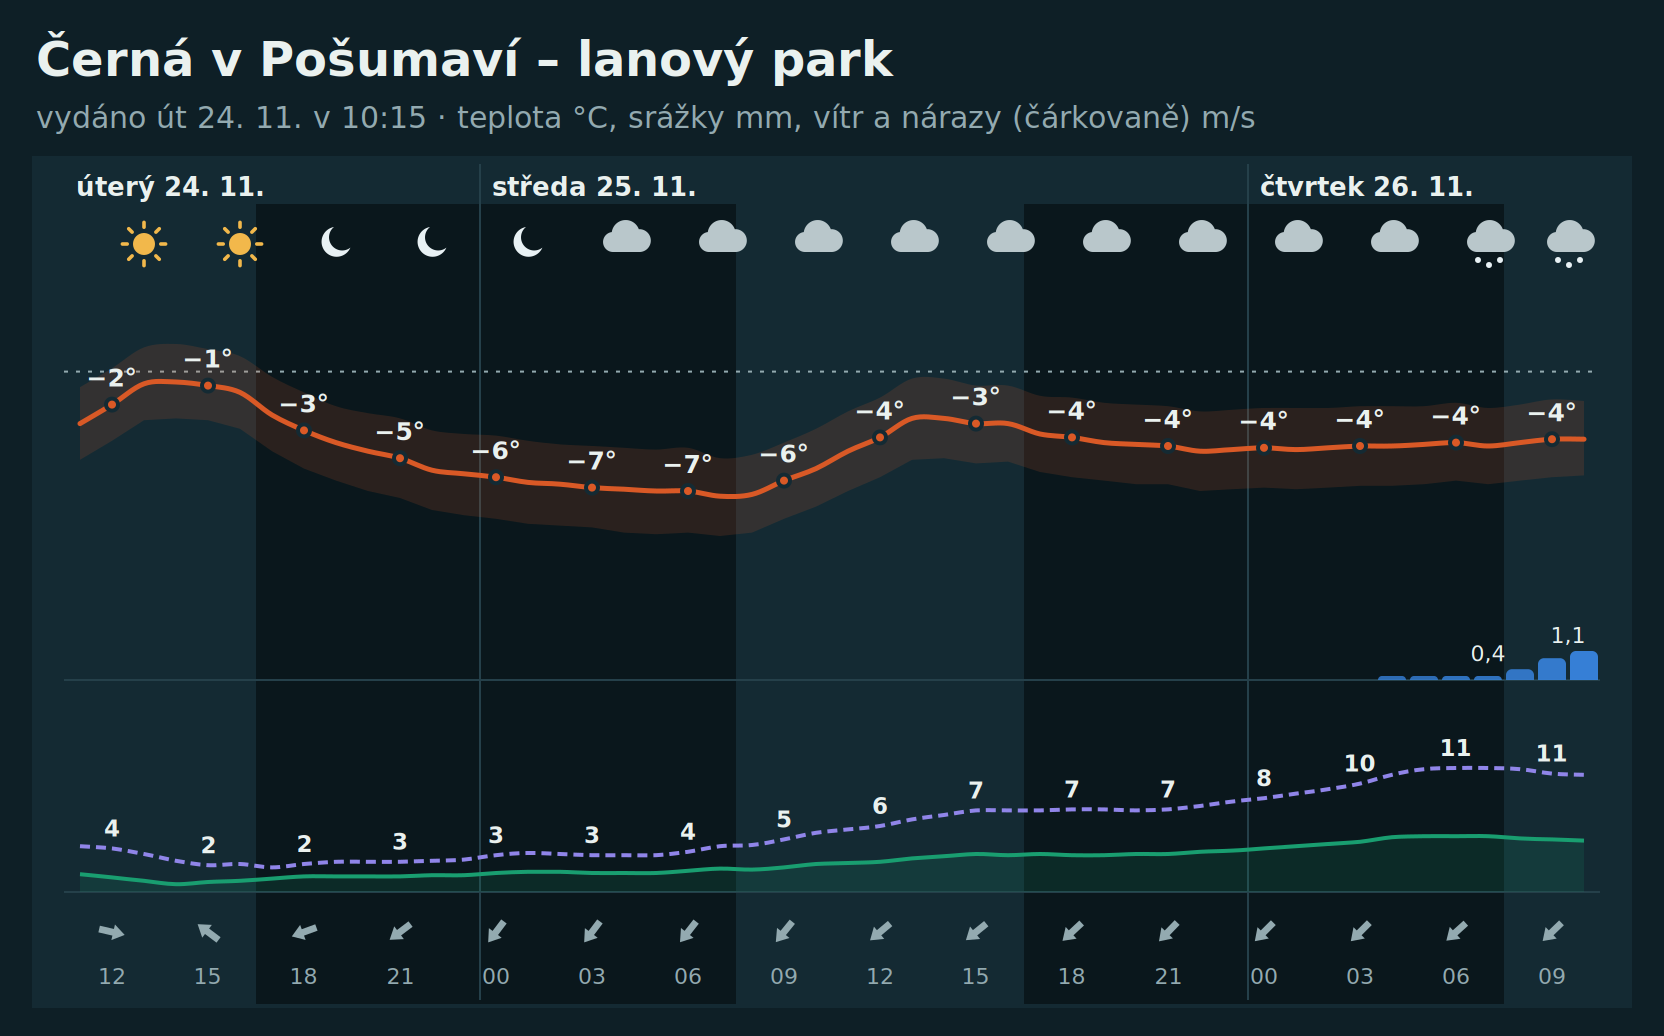 Černá v Pošumaví – lanový park
vydáno út 24. 11. v 10:15 · teplota °C, srážky mm, vítr a nárazy (čárkovaně) m/s
úterý 24. 11. středa 25. 11. čtvrtek 26. 11.
−2° −1° −3° −5° −6° −7° −7° −6° −4° −3° −4° −4° −4° −4° −4° −4°
0,4 1,1
4 2 2 3 3 3 4 5 6 7 7 7 8 10 11 11
12 15 18 21 00 03 06 09 12 15 18 21 00 03 06 09